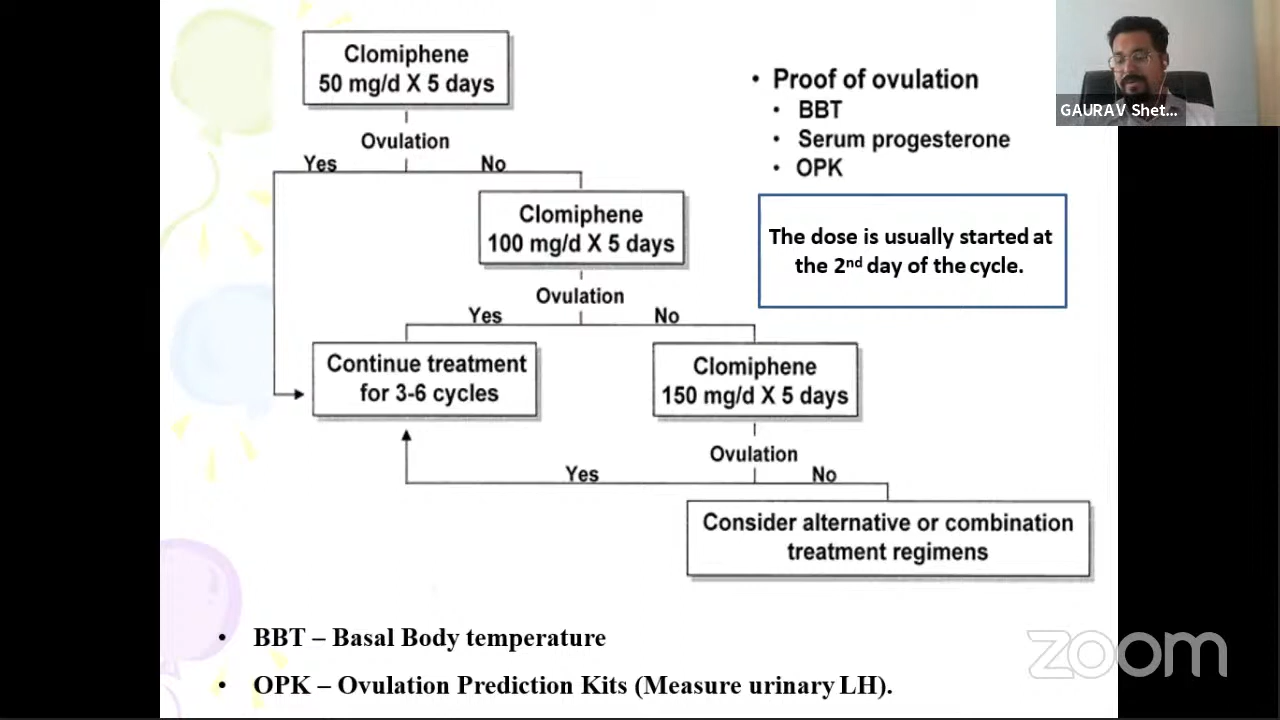 Clomiphene
50 mg/d X 5 days
Ovulation
Yes
No
Clomiphene
100 mg/d X 5 days
Ovulation
Yes
No
Continue treatment
for 3-6 cycles
Clomiphene
150 mg/d X 5 days
Ovulation
Yes
No
Consider alternative or combination
treatment regimens
• Proof of ovulation
• BBT
• Serum progesterone
• OPK
The dose is usually started at
the 2nd day of the cycle.
GAURAV Shet...
• BBT – Basal Body temperature
• OPK – Ovulation Prediction Kits (Measure urinary LH).
zoom